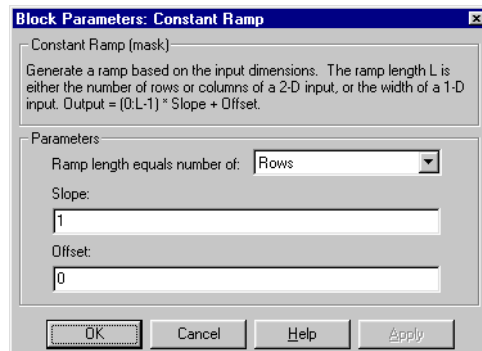 Block Parameters: Constant Ramp
Constant Ramp (mask)
Generate a ramp based on the input dimensions. The ramp length L is
either the number of rows or columns of a 2-D input, or the width of a 1-D
input. Output = (0:L-1) * Slope + Offset.
Parameters
Ramp length equals number of: Rows
Slope:
1
Offset:
0
OK Cancel Help Apply